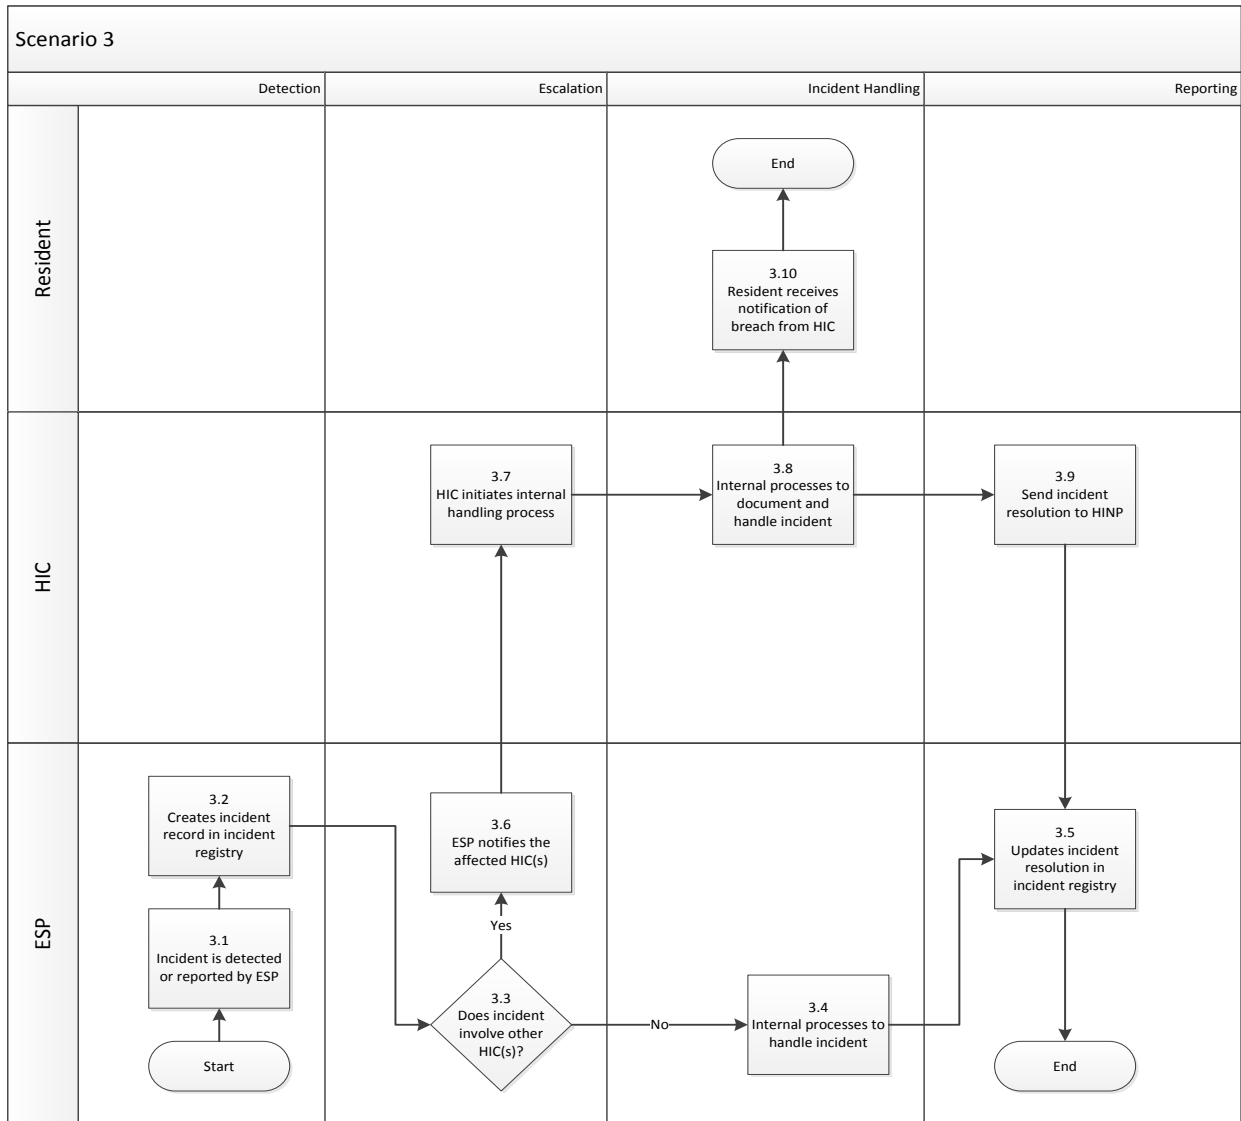 Scenario 3
Detection
Escalation
Incident Handling
Reporting
Resident
End
3.10
Resident receives
notification of
breach from HIC
HIC
3.7
HIC initiates internal
handling process
3.8
Internal processes to
document and
handle incident
3.9
Send incident
resolution to HINP
ESP
3.2
Creates incident
record in incident
registry
3.6
ESP notifies the
affected HIC(s)
3.5
Updates incident
resolution in
incident registry
Yes
3.1
Incident is detected
or reported by ESP
3.3
Does incident
involve other
HIC(s)?
No
3.4
Internal processes to
handle incident
Start
End